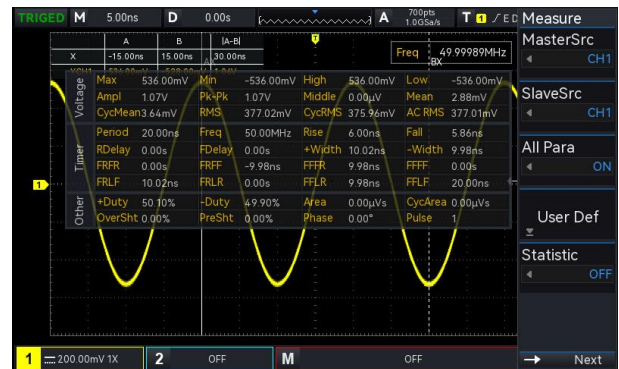 TRIGED M 5.00ns D 0.00s A 700pts 1.0GSa/s T 1 E D Measure
A B |A-B|
X -15.00ns 15.00ns 30.00ns
Freq 49.99989MHz
AX BX
Voltage
Max 536.00mV Min -536.00mV High 536.00mV Low -536.00mV
Ampl 1.07V Pk-Pk 1.07V Middle 0.00μV Mean 2.88mV
CycMean 3.64mV RMS 377.02mV CycRMS 375.96mV AC RMS 377.01mV
Timer
Period 20.00ns Freq 50.00MHz Rise 6.00ns Fall 5.86ns
RDelay 0.00s FDelay 0.00s +Width 10.02ns -Width 9.98ns
FRFR 0.00s FRFF -9.98ns FFFR 9.98ns FFFF 0.00s
FRLF 10.02ns FRLR 0.00s FFLR 9.98ns FFLF 20.00ns
Other
+Duty 50.10% -Duty 49.90% Area 0.00μVs CycArea 0.00μVs
OverSht 0.00% PreSht 0.00% Phase 0.00° Pulse 1
T
1
MasterSrc
CH1
SlaveSrc
CH1
All Para
ON
User Def
Statistic
OFF
1 200.00mV 1X 2 OFF M OFF Next